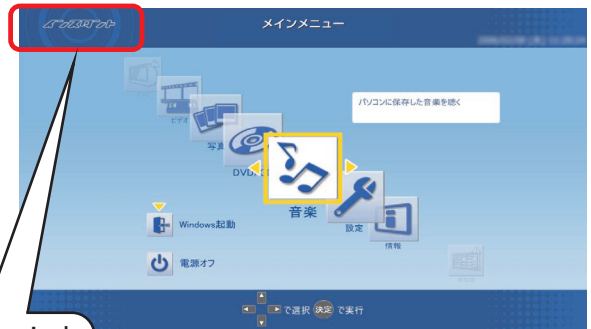 インスタント
メインメニュー
パソコンに保存した音楽を聴く
ビデオ
写真
音楽
設定
情報
Windows起動
電源オフ
で選択 決定 で実行